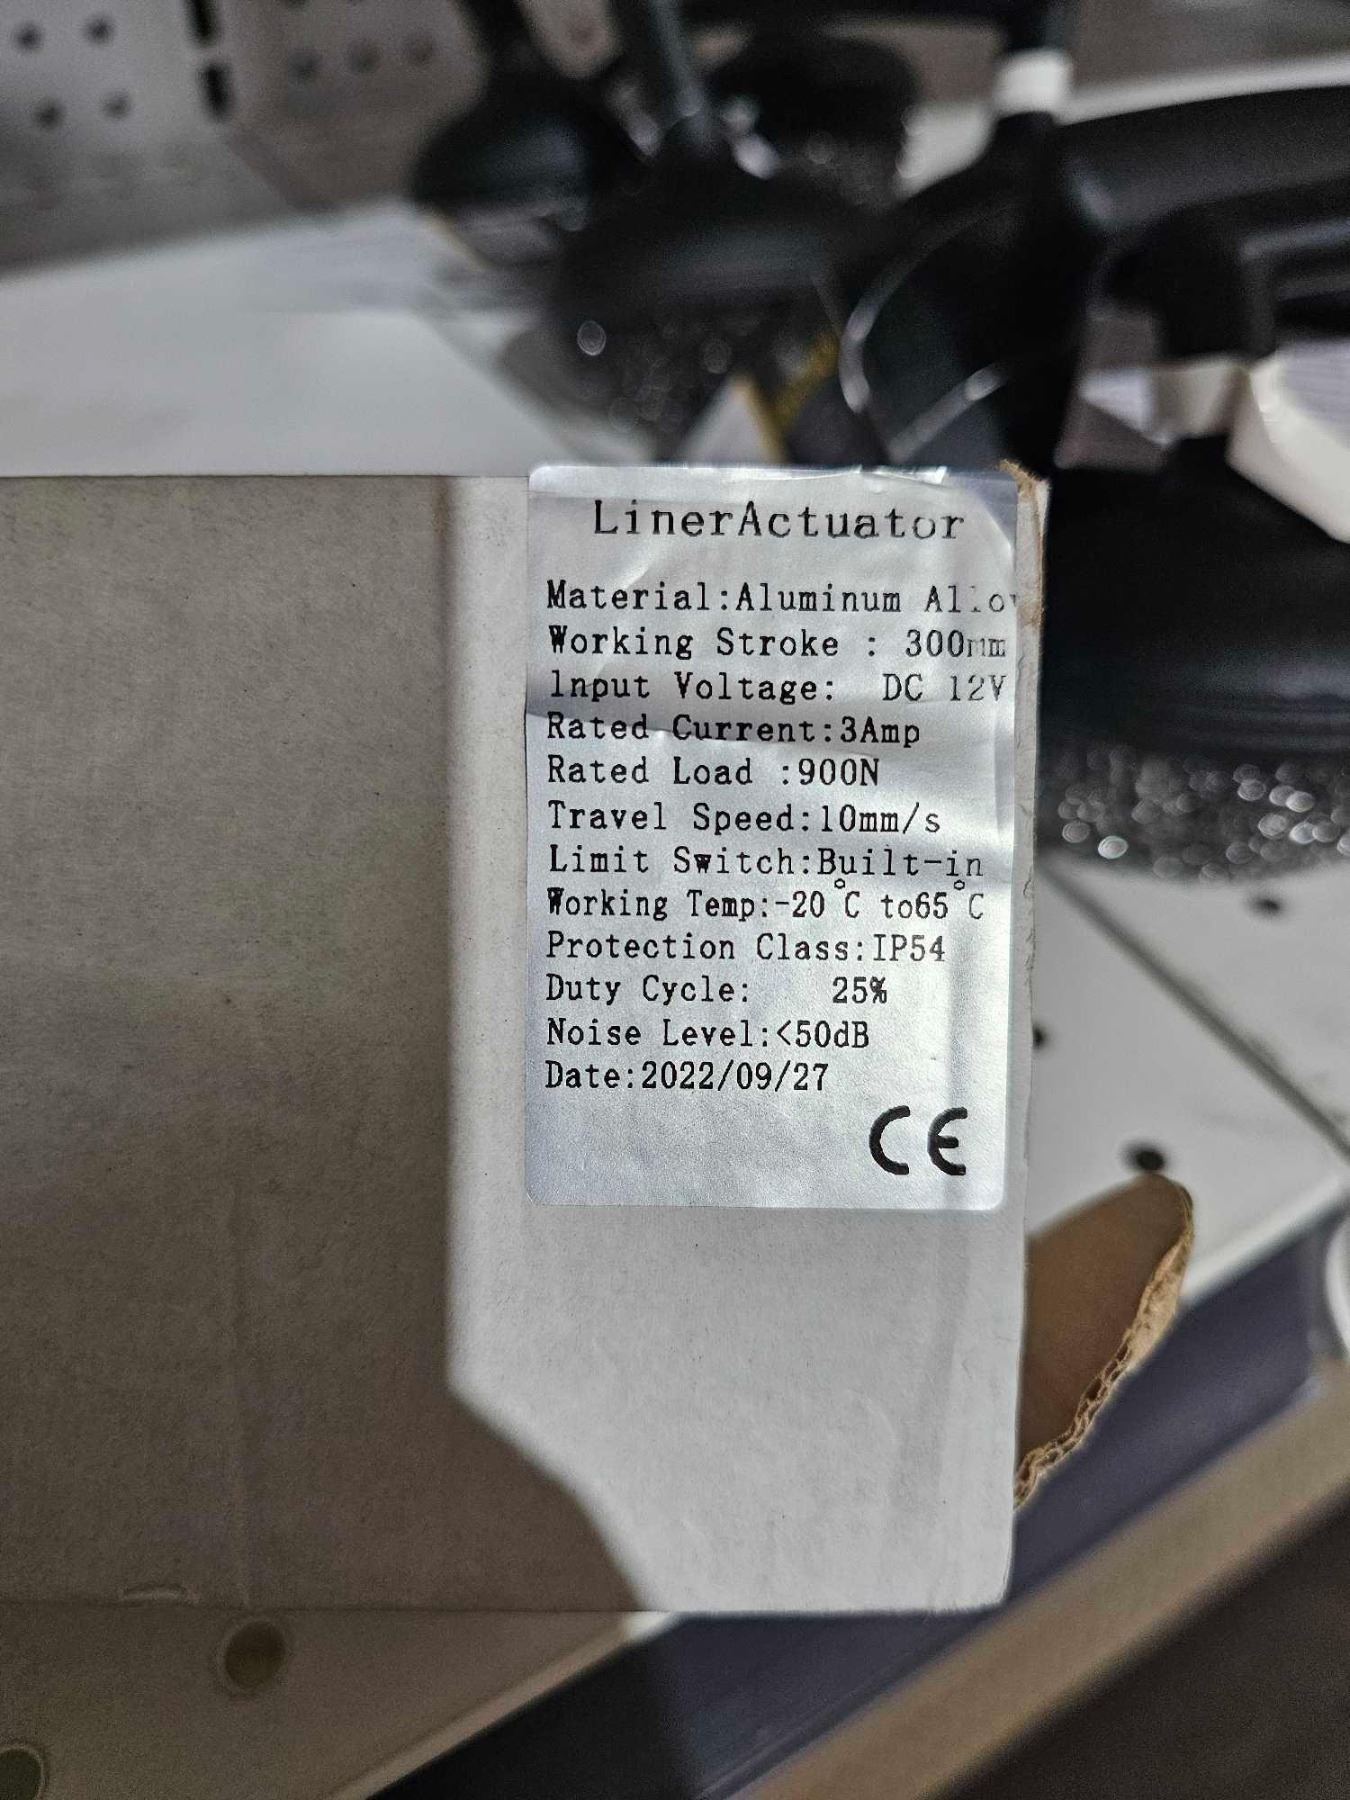 LinerActuator
Material:Aluminum Alloy
Working Stroke : 300mm
lnput Voltage: DC 12V
Rated Current:3Amp
Rated Load :900N
Travel Speed:10mm/s
Limit Switch:Built-in
Working Temp:-20°C to65°C
Protection Class:IP54
Duty Cycle: 25%
Noise Level:<50dB
Date:2022/09/27
CE